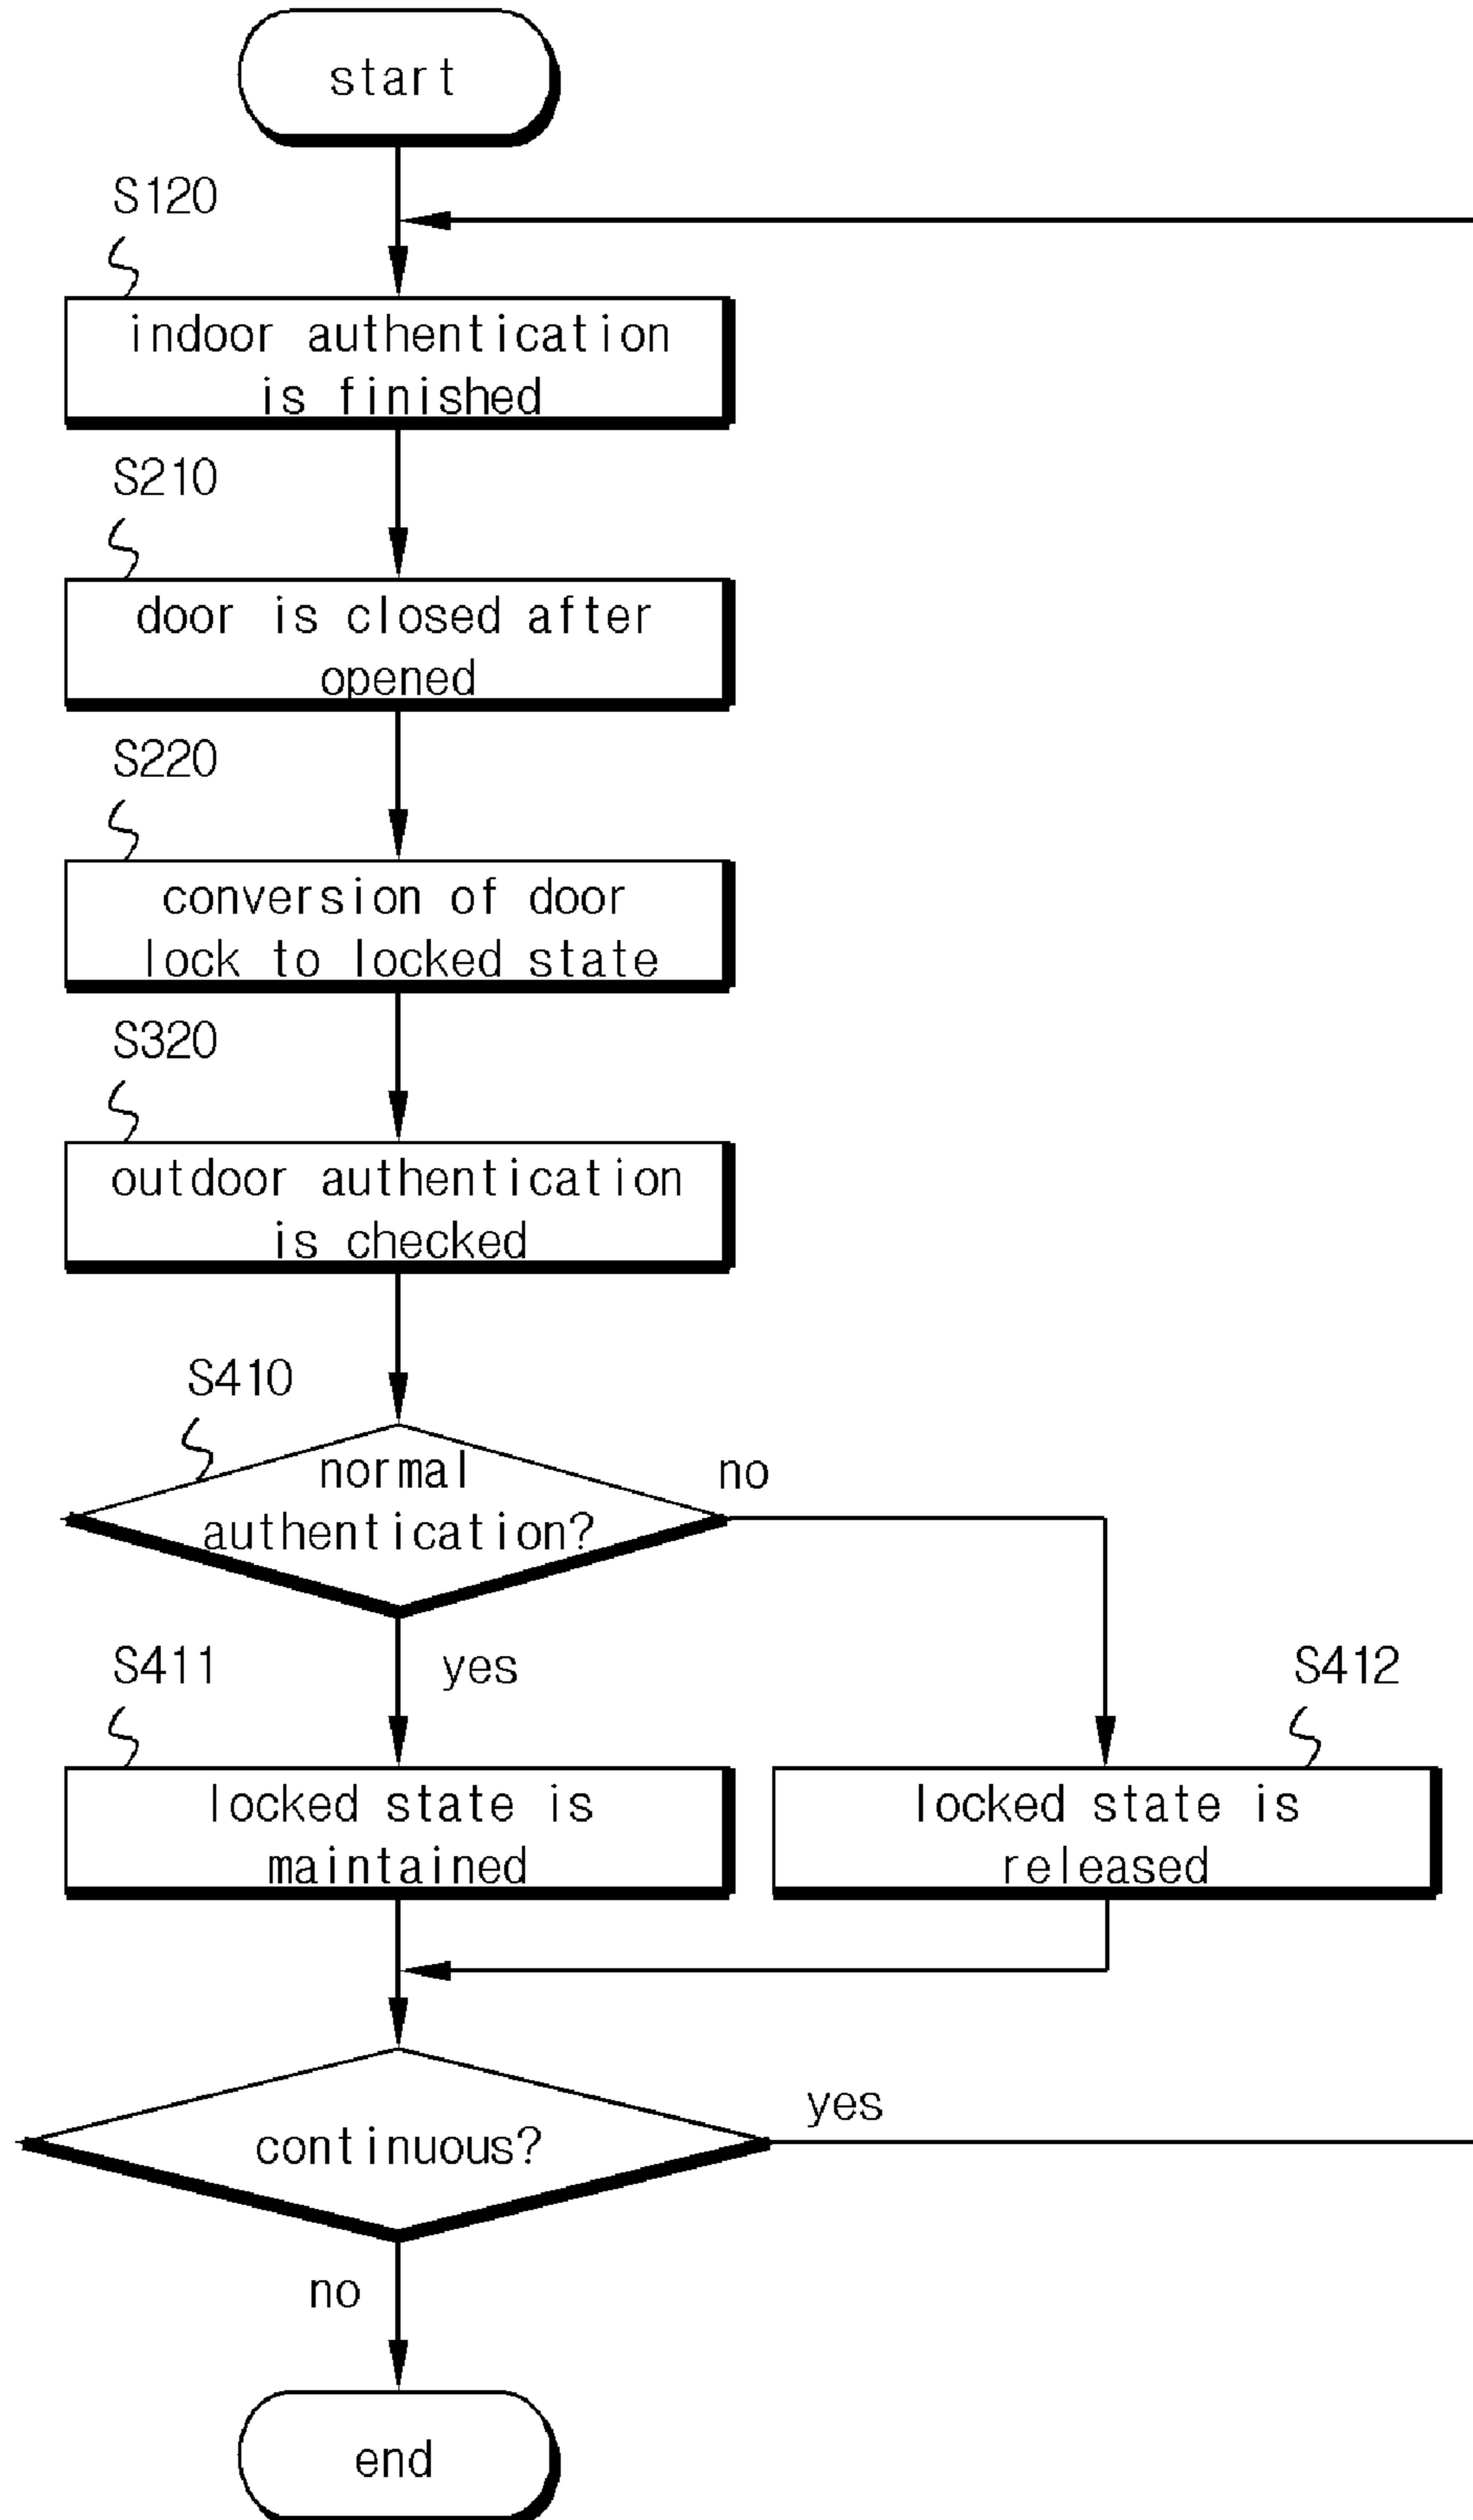 start
S120
indoor authentication
is finished
S210
door is closed after
opened
S220
conversion of door
lock to locked state
S320
outdoor authentication
is checked
S410
normal
authentication?
no
yes
S411
locked state is
maintained
S412
locked state is
released
continuous?
yes
no
end